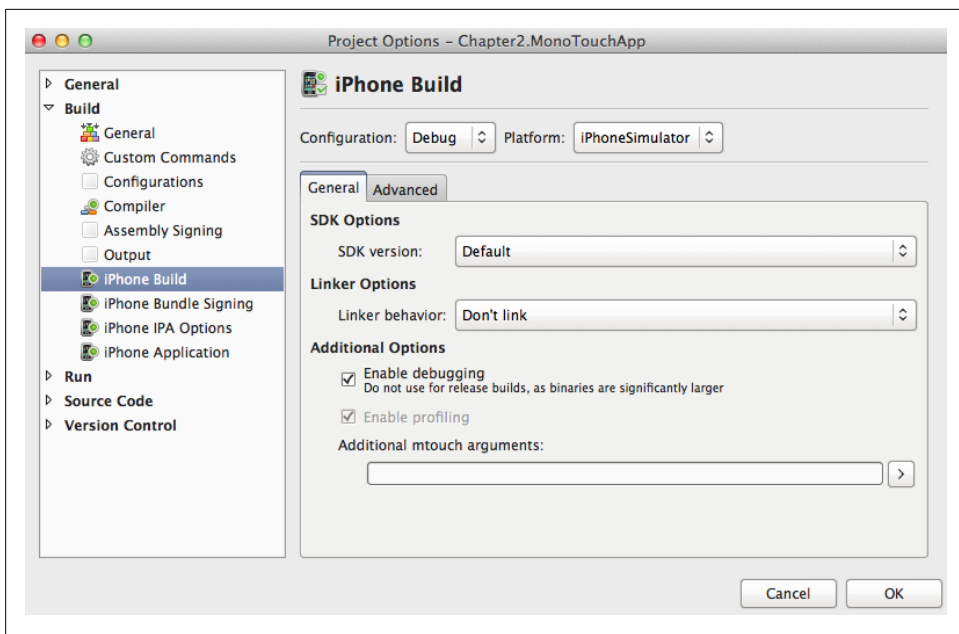 Project Options – Chapter2.MonoTouchApp
General
Build
General
Custom Commands
Configurations
Compiler
Assembly Signing
Output
iPhone Build
iPhone Bundle Signing
iPhone IPA Options
iPhone Application
Run
Source Code
Version Control
iPhone Build
Configuration: Debug Platform: iPhoneSimulator
General Advanced
SDK Options
SDK version: Default
Linker Options
Linker behavior: Don't link
Additional Options
Enable debugging
Do not use for release builds, as binaries are significantly larger
Enable profiling
Additional mtouch arguments:
Cancel OK